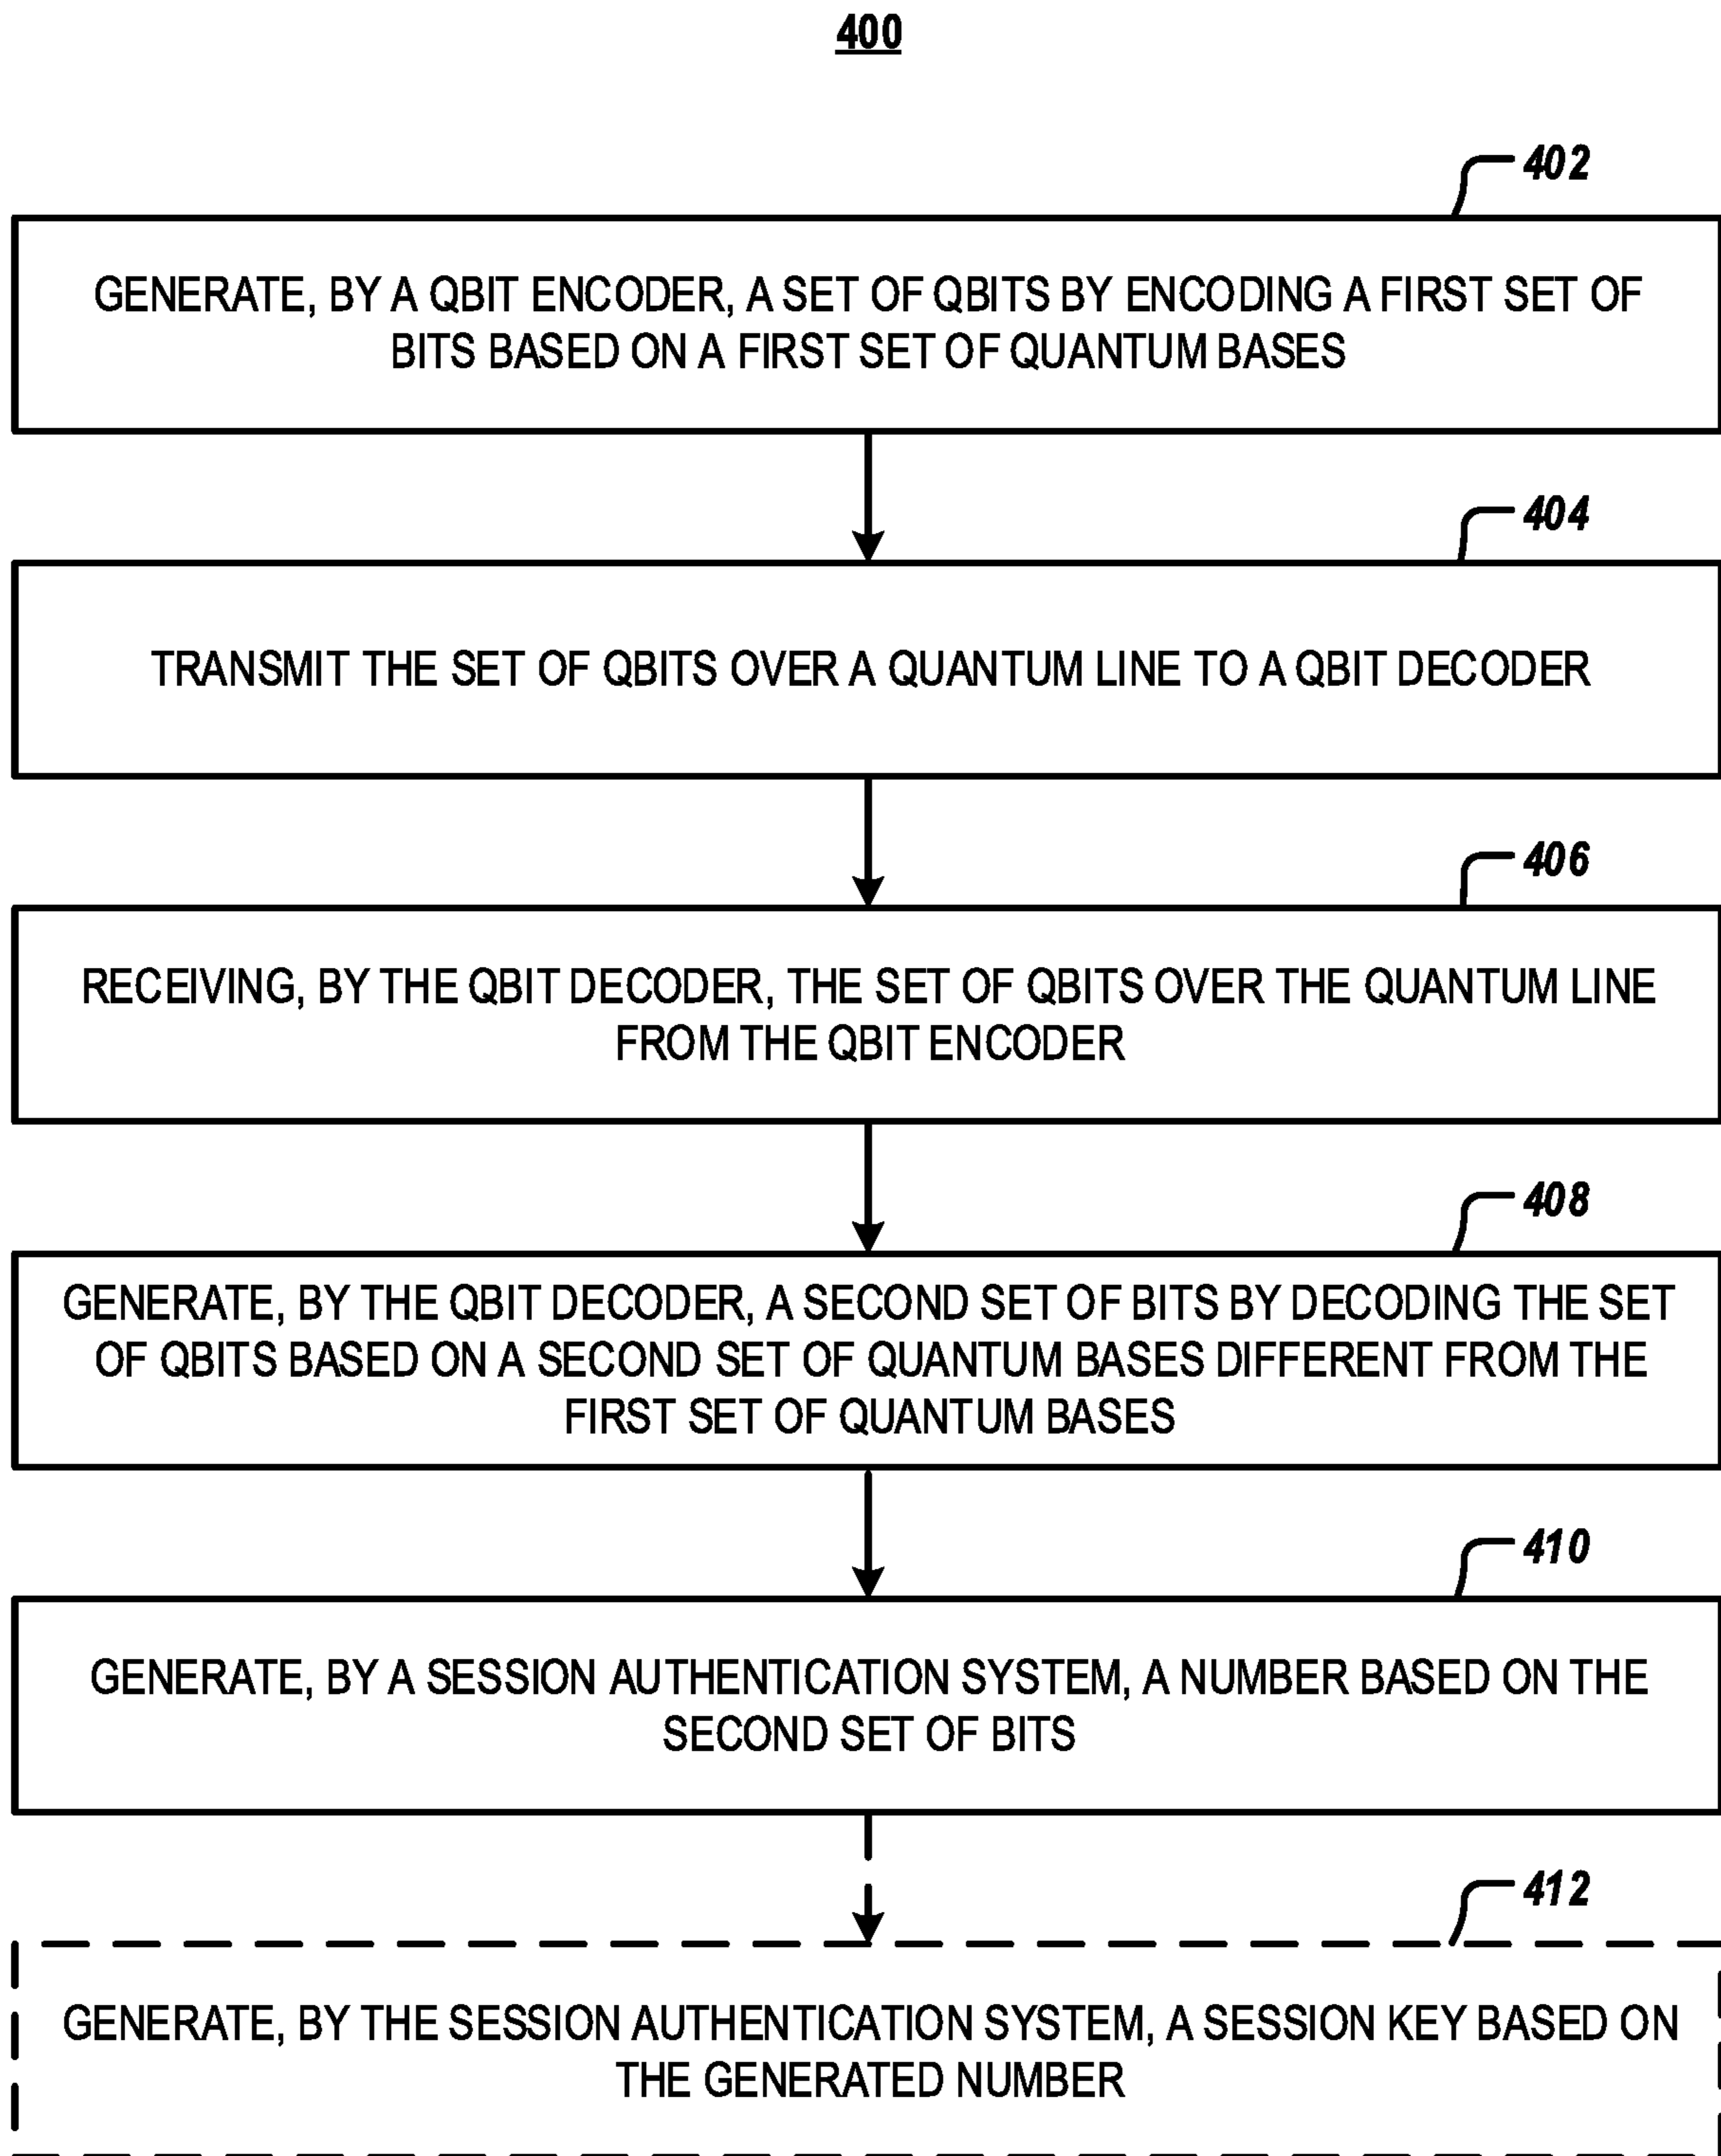 400
402
GENERATE, BY A QBIT ENCODER, A SET OF QBITS BY ENCODING A FIRST SET OF
BITS BASED ON A FIRST SET OF QUANTUM BASES
404
TRANSMIT THE SET OF QBITS OVER A QUANTUM LINE TO A QBIT DECODER
406
RECEIVING, BY THE QBIT DECODER, THE SET OF QBITS OVER THE QUANTUM LINE
FROM THE QBIT ENCODER
408
GENERATE, BY THE QBIT DECODER, A SECOND SET OF BITS BY DECODING THE SET
OF QBITS BASED ON A SECOND SET OF QUANTUM BASES DIFFERENT FROM THE
FIRST SET OF QUANTUM BASES
410
GENERATE, BY A SESSION AUTHENTICATION SYSTEM, A NUMBER BASED ON THE
SECOND SET OF BITS
412
GENERATE, BY THE SESSION AUTHENTICATION SYSTEM, A SESSION KEY BASED ON
THE GENERATED NUMBER